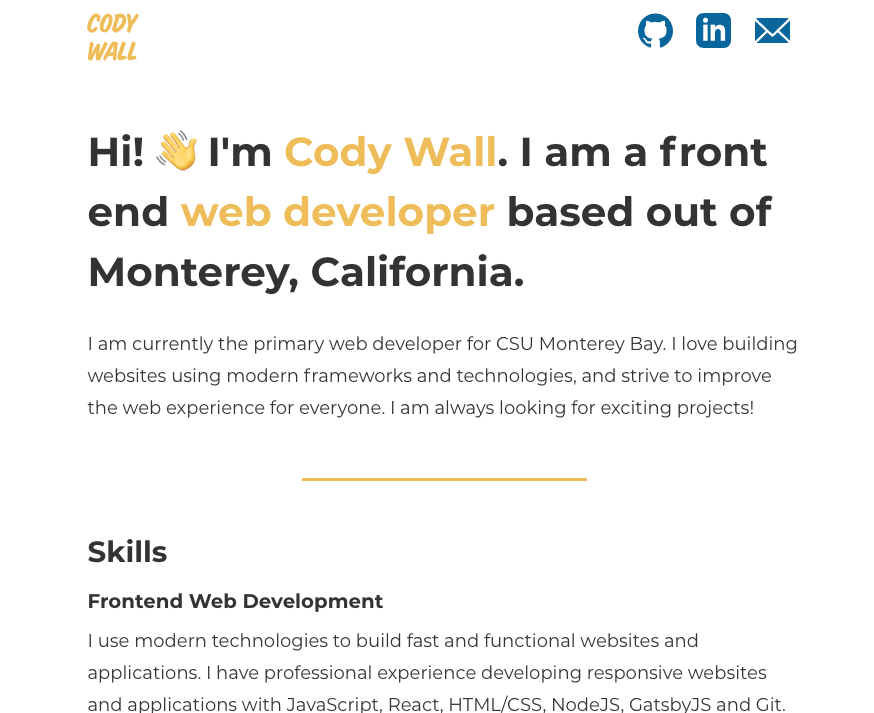 CODY
WALL
in
Hi! 👋 I'm Cody Wall. I am a front
end web developer based out of
Monterey, California.
I am currently the primary web developer for CSU Monterey Bay. I love building
websites using modern frameworks and technologies, and strive to improve
the web experience for everyone. I am always looking for exciting projects!
Skills
Frontend Web Development
I use modern technologies to build fast and functional websites and
applications. I have professional experience developing responsive websites
and applications with JavaScript, React, HTML/CSS, NodeJS, GatsbyJS and Git.